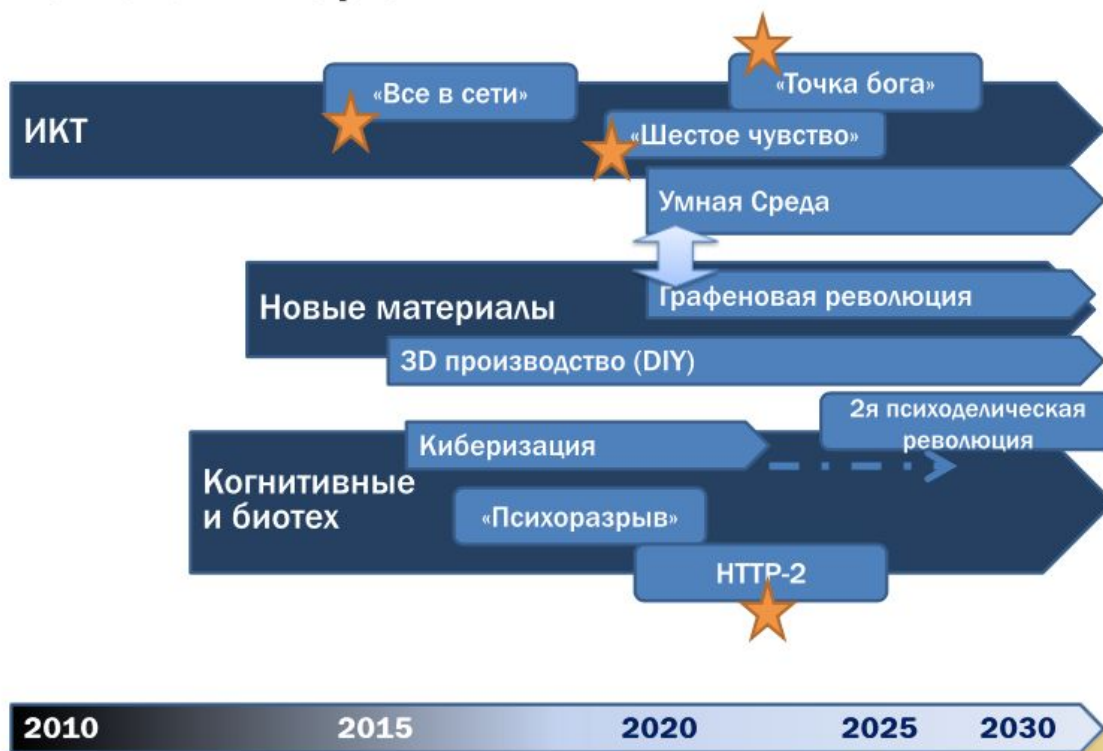 «Все в сети»
«Точка бога»
ИКТ
«Шестое чувство»
Умная Среда
Новые материалы
Графеновая революция
3D производство (DIY)
2я психоделическая
революция
Киберизация
Когнитивные
и биотех
«Психоразрыв»
HTTP-2
2010 2015 2020 2025 2030